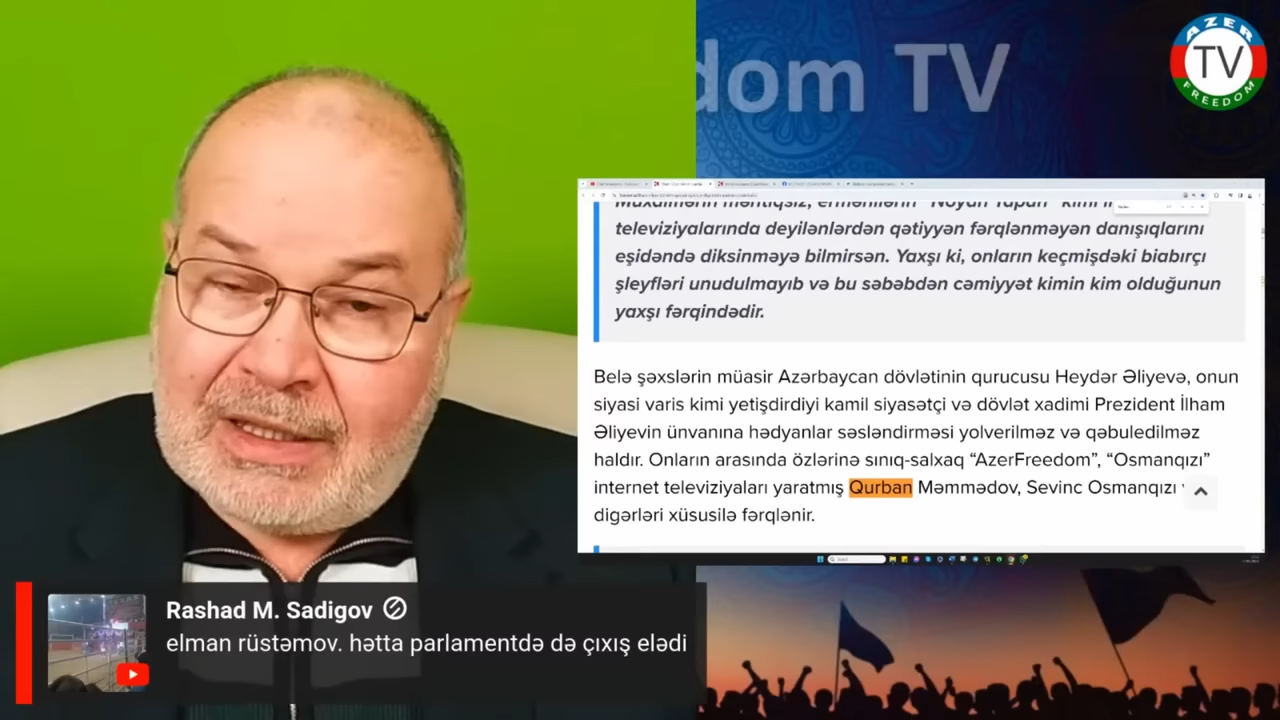 dom TV
AZER
TV
FREEDOM
televiziyalarında deyilənlərdən qətiyyən fərqlənməyən danışıqlarını
eşidəndə diksinməyə bilmirsən. Yaxşı ki, onların keçmişdəki biabırçı
şleyfləri unudulmayıb və bu səbəbdən cəmiyyət kimin kim olduğunun
yaxşı fərqindədir.
Belə şəxslərin müasir Azərbaycan dövlətinin qurucusu Heydər Əliyevə, onun
siyasi varis kimi yetişdirdiyi kamil siyasətçi və dövlət xadimi Prezident İlham
Əliyevin ünvanına hədyanlar səsləndirməsi yolverilməz və qəbuledilməz
haldır. Onların arasında özlərinə sınıq-salxaq “AzerFreedom”, “Osmanqızı”
internet televiziyaları yaratmış Qurban Məmmədov, Sevinc Osmanqızı
digərləri xüsusilə fərqlənir.
Rashad M. Sadigov
elman rüstəmov. hətta parlamentdə də çıxış elədi